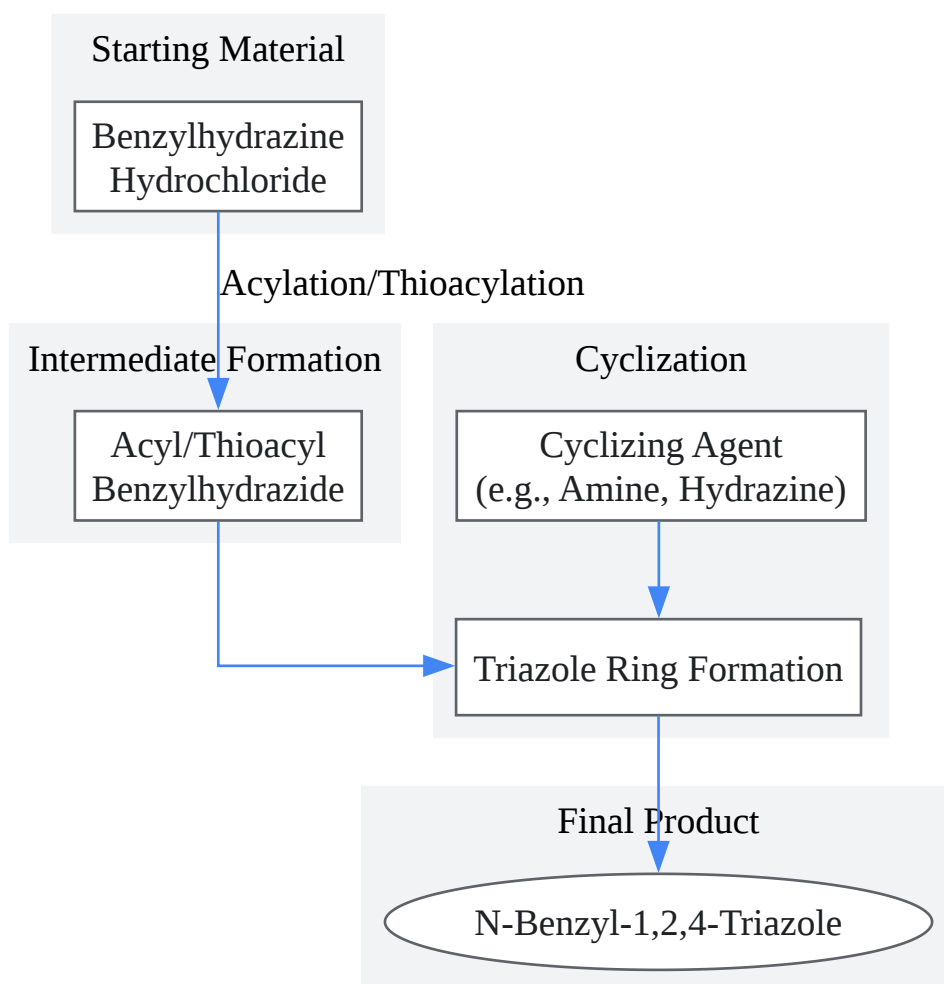 Starting Material
Benzylhydrazine
Hydrochloride
Acylation/Thioacylation
Intermediate Formation
Acyl/Thioacyl
Benzylhydrazide
Cyclization
Cyclizing Agent
(e.g., Amine, Hydrazine)
Triazole Ring Formation
Final Product
N-Benzyl-1,2,4-Triazole